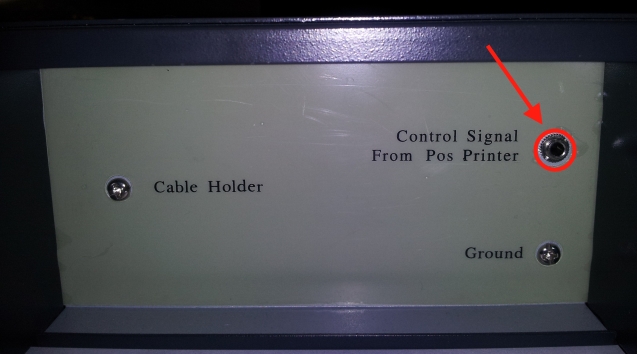 Control Signal
From Pos Printer
Cable Holder
Ground